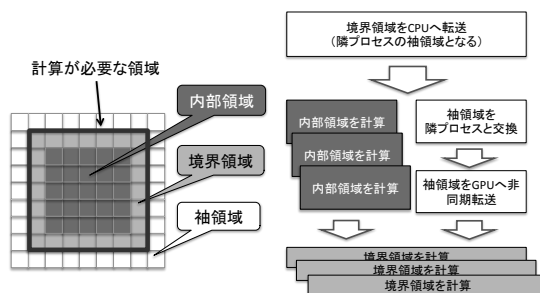 計算が必要な領域
内部領域
境界領域
袖領域
境界領域をCPUへ転送
(隣プロセスの袖領域となる)
内部領域を計算
内部領域を計算
内部領域を計算
袖領域を
隣プロセスと交換
袖領域をGPUへ非
同期転送
境界領域を計算
境界領域を計算
境界領域を計算